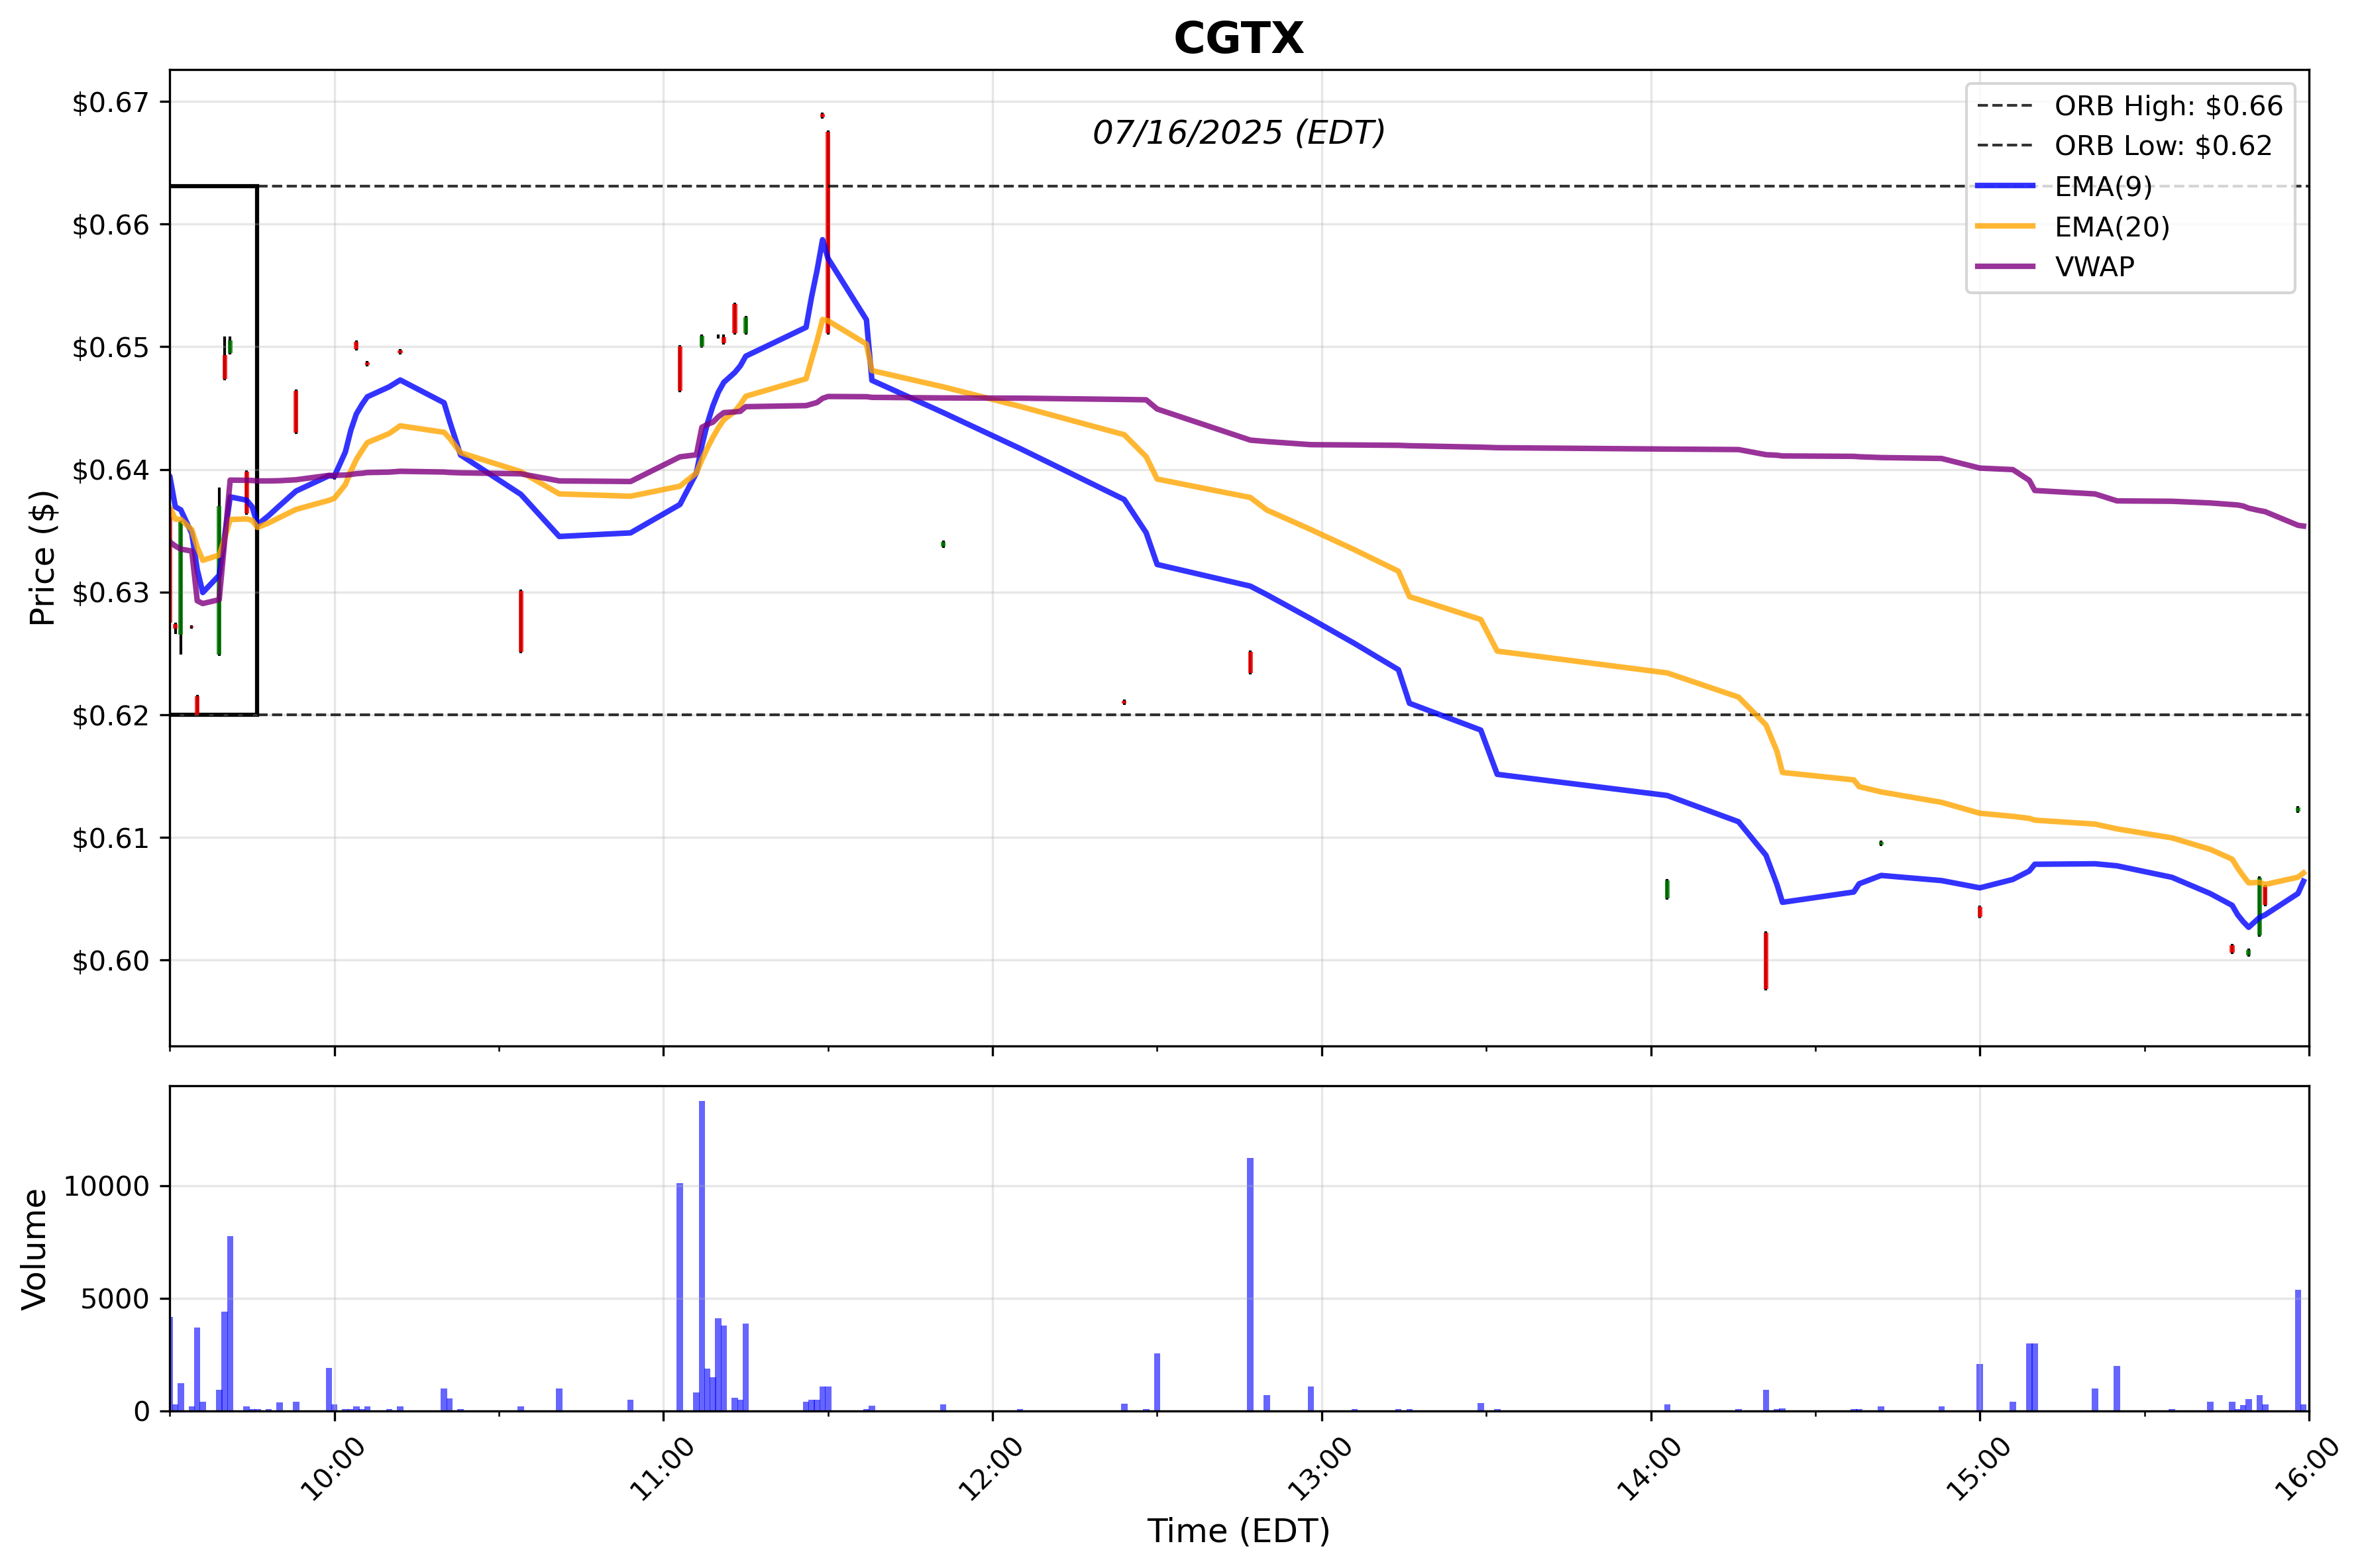 CGTX
07/16/2025 (EDT)
ORB High: $0.66
ORB Low: $0.62
EMA(9)
EMA(20)
VWAP
Price ($)
$0.67
$0.66
$0.65
$0.64
$0.63
$0.62
$0.61
$0.60
Volume
10000
5000
0
10:00
11:00
12:00
13:00
14:00
15:00
16:00
Time (EDT)